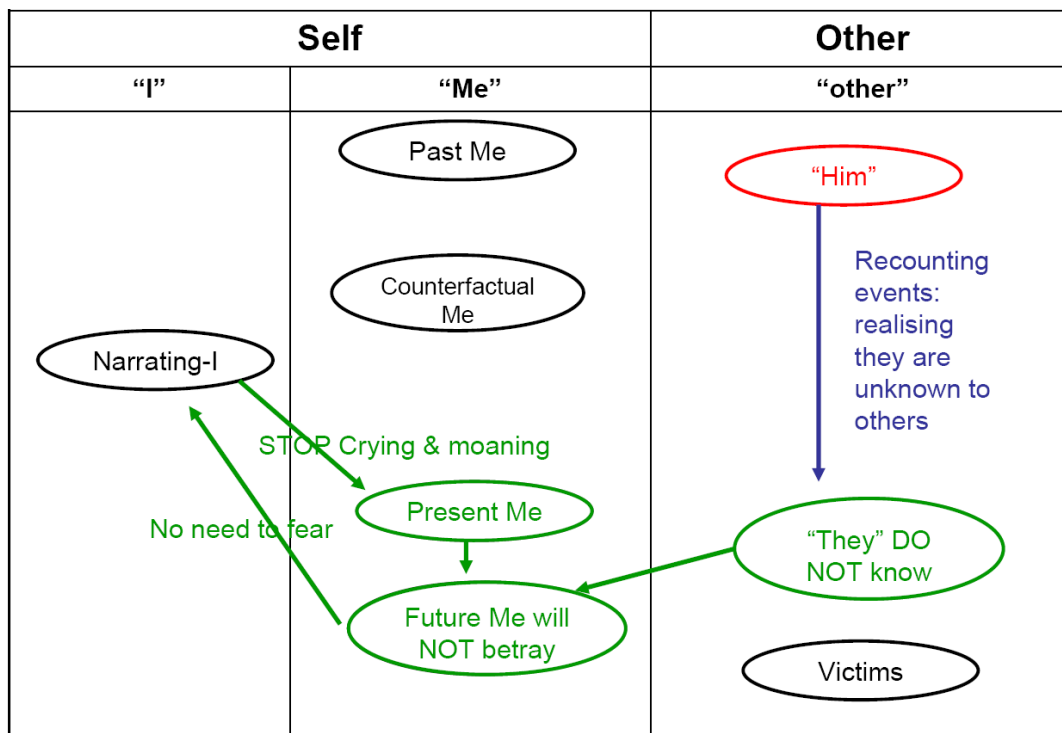 Self
Other
“I”
“Me”
“other”
Past Me
“Him”
Counterfactual
Me
Recounting
events:
realising
they are
unknown to
others
Narrating-I
STOP Crying & moaning
Present Me
No need to fear
“They” DO
NOT know
Future Me will
NOT betray
Victims